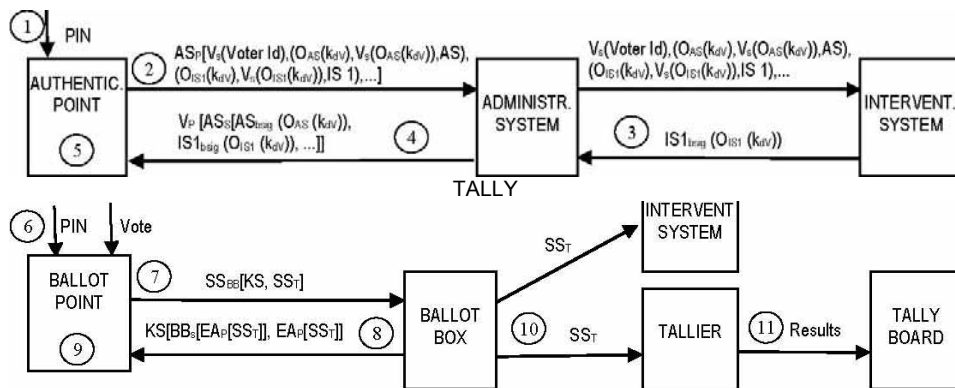 1 PIN
AUTHENTIC. POINT
5
2 ASP[Vs(Voter Id),(OAS(kdV),Vs(OAS(kdV)),AS),
(OIS1(kdV),Vs(OIS1(kdV)),IS 1),...]
VP [ASS[ASbsig (OAS (kdV)),
IS1bsig (OIS1 (kdV)), ...]]
4
ADMINISTR. SYSTEM
Vs(Voter Id),(OAS(kdV),Vs(OAS(kdV)),AS),
(OIS1(kdV),Vs(OIS1(kdV)),IS 1),...
3 IS1bsig (OIS1 (kdV))
INTERVENT. SYSTEM
TALLY
6 PIN Vote
BALLOT POINT
9
7 SSBB[KS, SST]
KS[BBs[EAP[SST]], EAP[SST]] 8
BALLOT BOX
SST
INTERVENT SYSTEM
10 SST
TALLIER
11 Results
TALLY BOARD